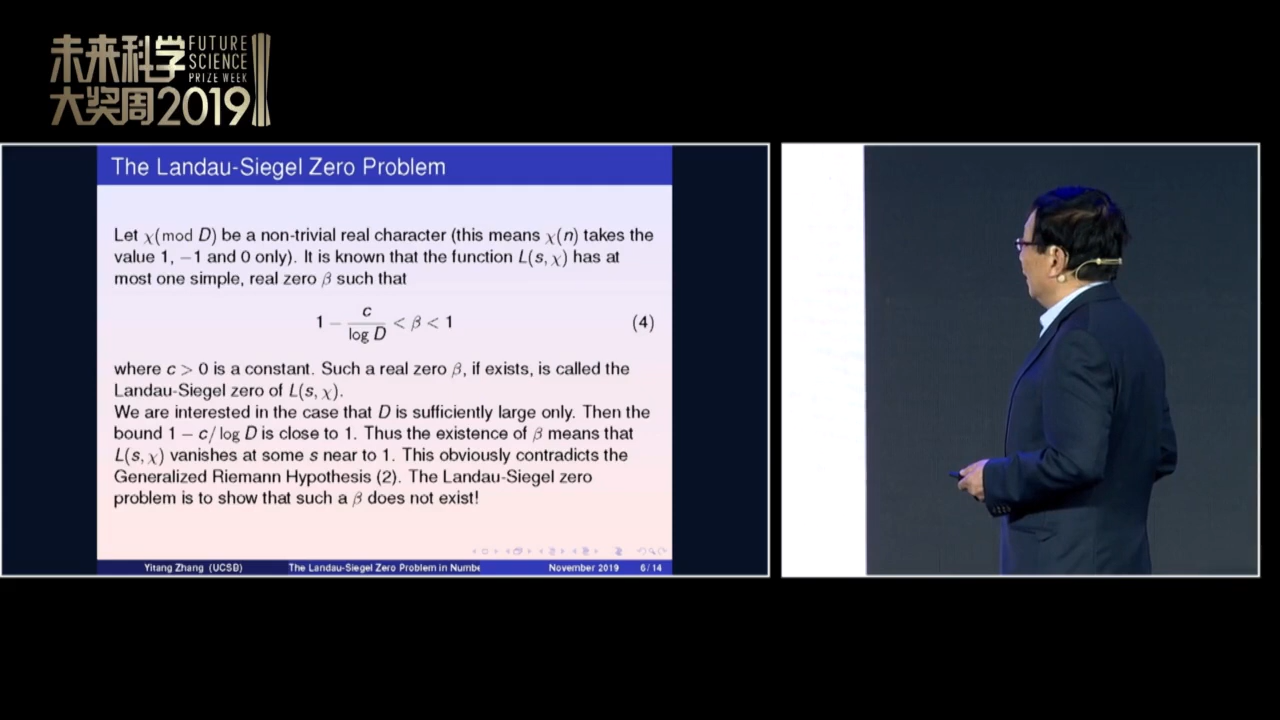 未来科学
FUTURE
SCIENCE
PRIZE WEEK
大奖周2019
The Landau-Siegel Zero Problem
Let χ(mod D) be a non-trivial real character (this means χ(n) takes the
value 1, −1 and 0 only). It is known that the function L(s, χ) has at
most one simple, real zero β such that
1 − c/log D < β < 1 (4)
where c > 0 is a constant. Such a real zero β, if exists, is called the
Landau-Siegel zero of L(s, χ).
We are interested in the case that D is sufficiently large only. Then the
bound 1 − c/ log D is close to 1. Thus the existence of β means that
L(s, χ) vanishes at some s near to 1. This obviously contradicts the
Generalized Riemann Hypothesis (2). The Landau-Siegel zero
problem is to show that such a β does not exist!
Yitang Zhang (UCSB) The Landau-Siegel Zero Problem in Numbe November 2019 6/14